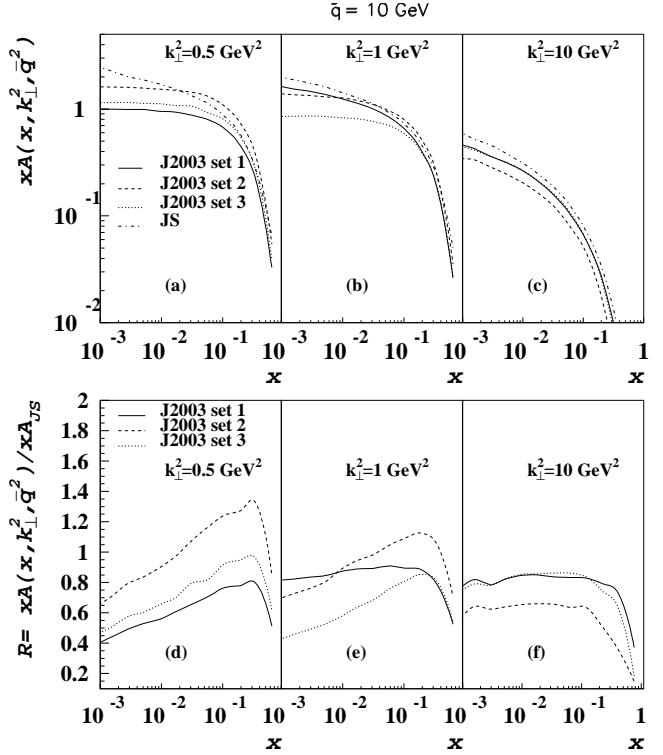 q̄ = 10 GeV
xA(x,k⊥²,q̄²)
k⊥²=0.5 GeV² k⊥²=1 GeV² k⊥²=10 GeV²
1
10⁻¹
10⁻²
J2003 set 1
J2003 set 2
J2003 set 3
JS
(a) (b) (c)
10⁻³ 10⁻² 10⁻¹ 10⁻³ 10⁻² 10⁻¹ 10⁻³ 10⁻² 10⁻¹ 1
x x x
R= xA(x,k⊥²,q̄²)/xA_JS
2
1.8
1.6
1.4
1.2
1
0.8
0.6
0.4
0.2
J2003 set 1
J2003 set 2
J2003 set 3
k⊥²=0.5 GeV² k⊥²=1 GeV² k⊥²=10 GeV²
(d) (e) (f)
10⁻³ 10⁻² 10⁻¹ 10⁻³ 10⁻² 10⁻¹ 10⁻³ 10⁻² 10⁻¹ 1
x x x